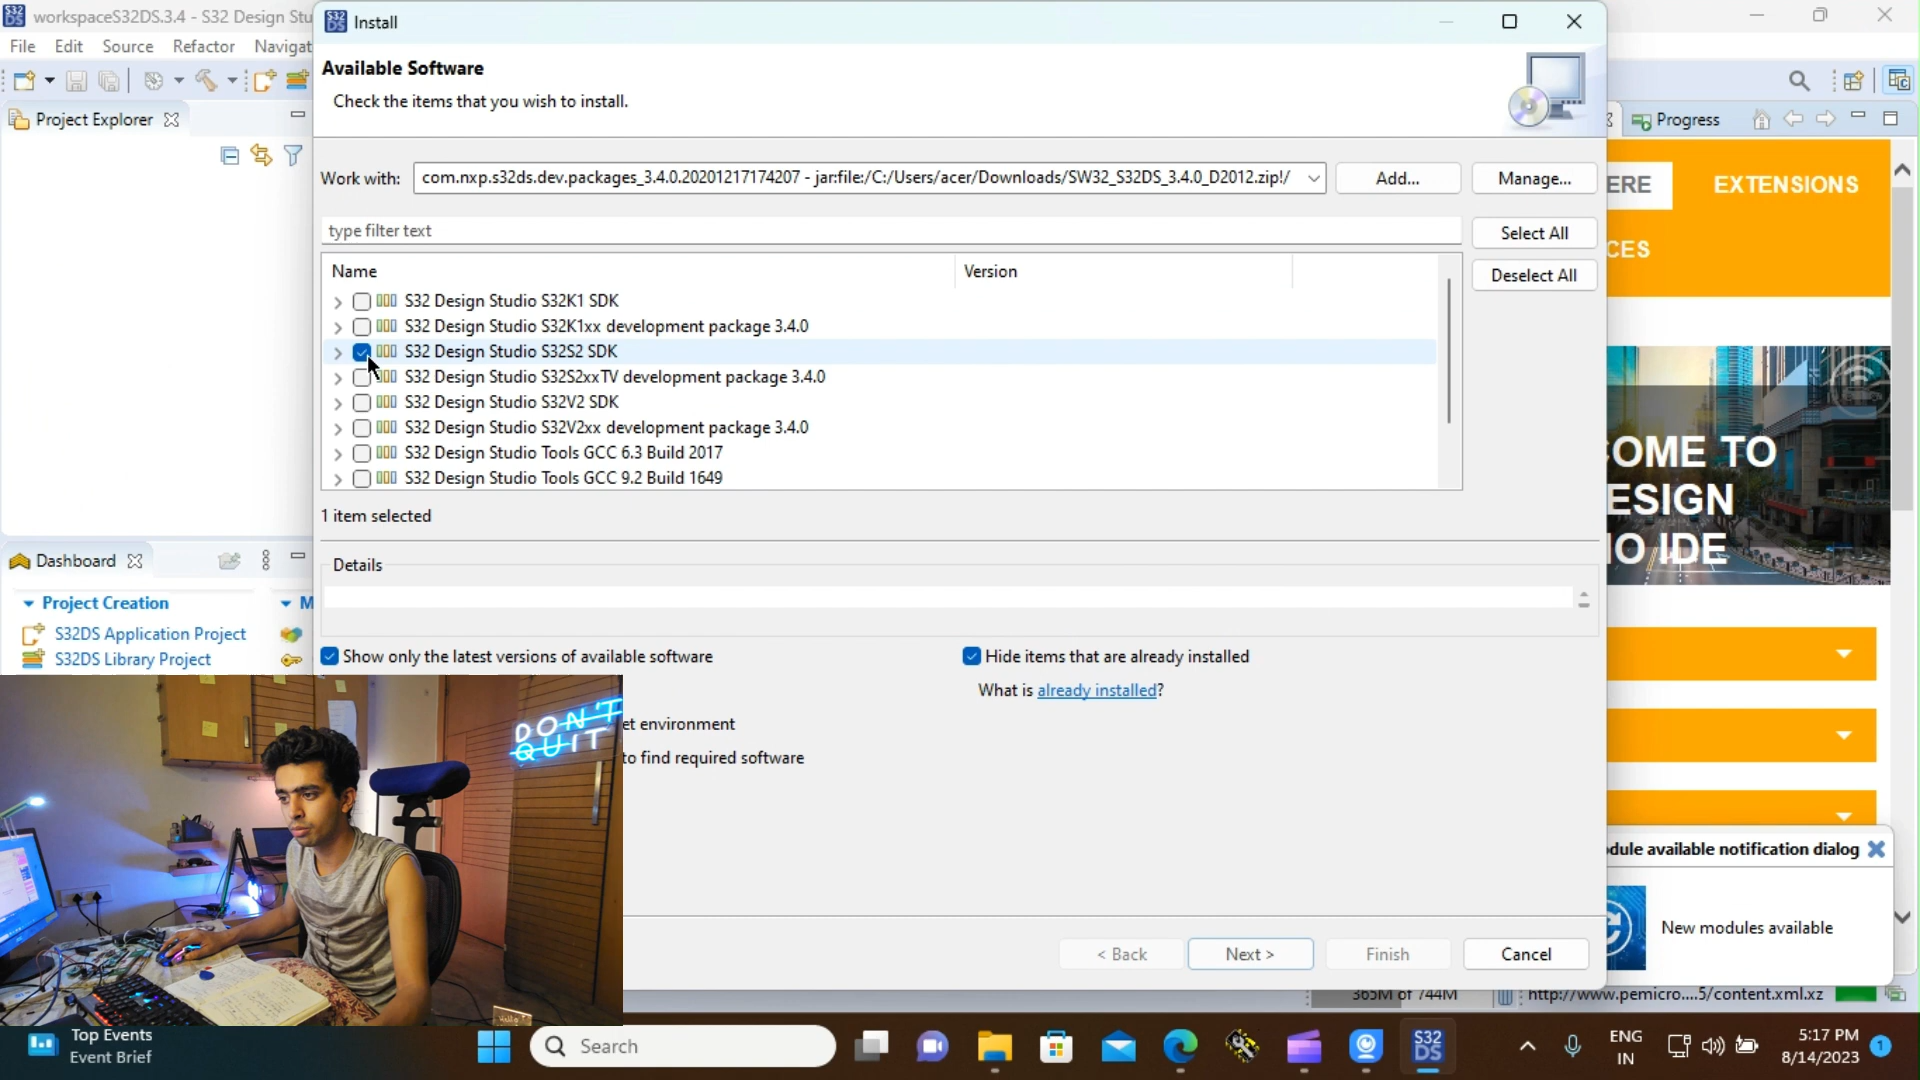 workspaceS32DS.3.4 - S32 Design Stu
File Edit Source Refactor Navigat
Project Explorer
Install
Available Software
Check the items that you wish to install.
Work with: com.nxp.s32ds.dev.packages_3.4.0.20201217174207 - jar:file:/C:/Users/acer/Downloads/SW32_S32DS_3.4.0_D2012.zip!/
Add...
Manage...
type filter text
Select All
Deselect All
Name Version
S32 Design Studio S32K1 SDK
S32 Design Studio S32K1xx development package 3.4.0
S32 Design Studio S32S2 SDK
S32 Design Studio S32S2xxTV development package 3.4.0
S32 Design Studio S32V2 SDK
S32 Design Studio S32V2xx development package 3.4.0
S32 Design Studio Tools GCC 6.3 Build 2017
S32 Design Studio Tools GCC 9.2 Build 1649
1 item selected
Details
Show only the latest versions of available software
Hide items that are already installed
What is already installed?
et environment
to find required software
< Back Next > Finish Cancel
Dashboard
Project Creation
M
S32DS Application Project
S32DS Library Project
DON'T
QUIT
Progress
ERE EXTENSIONS
CES
COME TO
ESIGN
IO IDE
dule available notification dialog
New modules available
365M of 744M
http://www.pemicro....5/content.xml.xz
Top Events
Event Brief
Search
S32
DS
ENG
IN
5:17 PM
8/14/2023
1